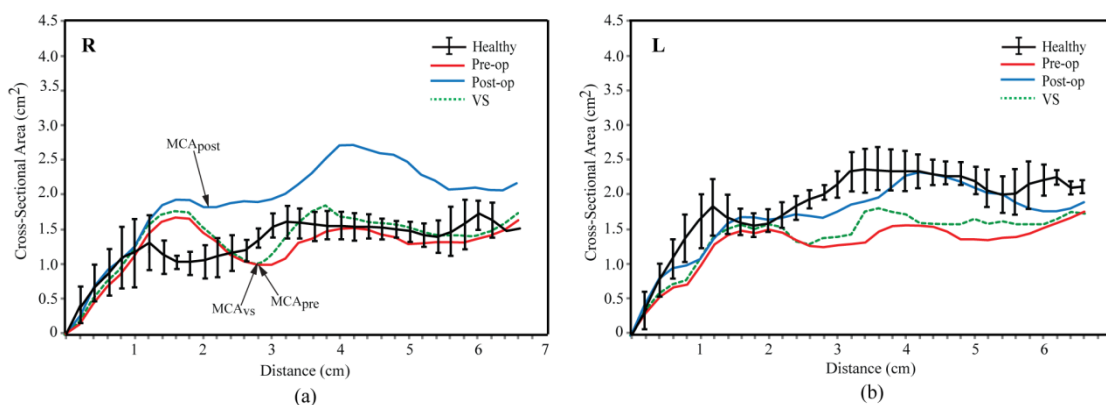 R
Healthy
Pre-op
Post-op
VS
Cross-Sectional Area (cm2)
4.5
4.0
3.5
3.0
2.5
2.0
1.5
1.0
0.5
0
MCApost
MCAvs
MCApre
1 2 3 4 5 6 7
Distance (cm)
(a)
L
Healthy
Pre-op
Post-op
VS
Cross-Sectional Area (cm2)
4.5
4.0
3.5
3.0
2.5
2.0
1.5
1.0
0.5
0
1 2 3 4 5 6
Distance (cm)
(b)